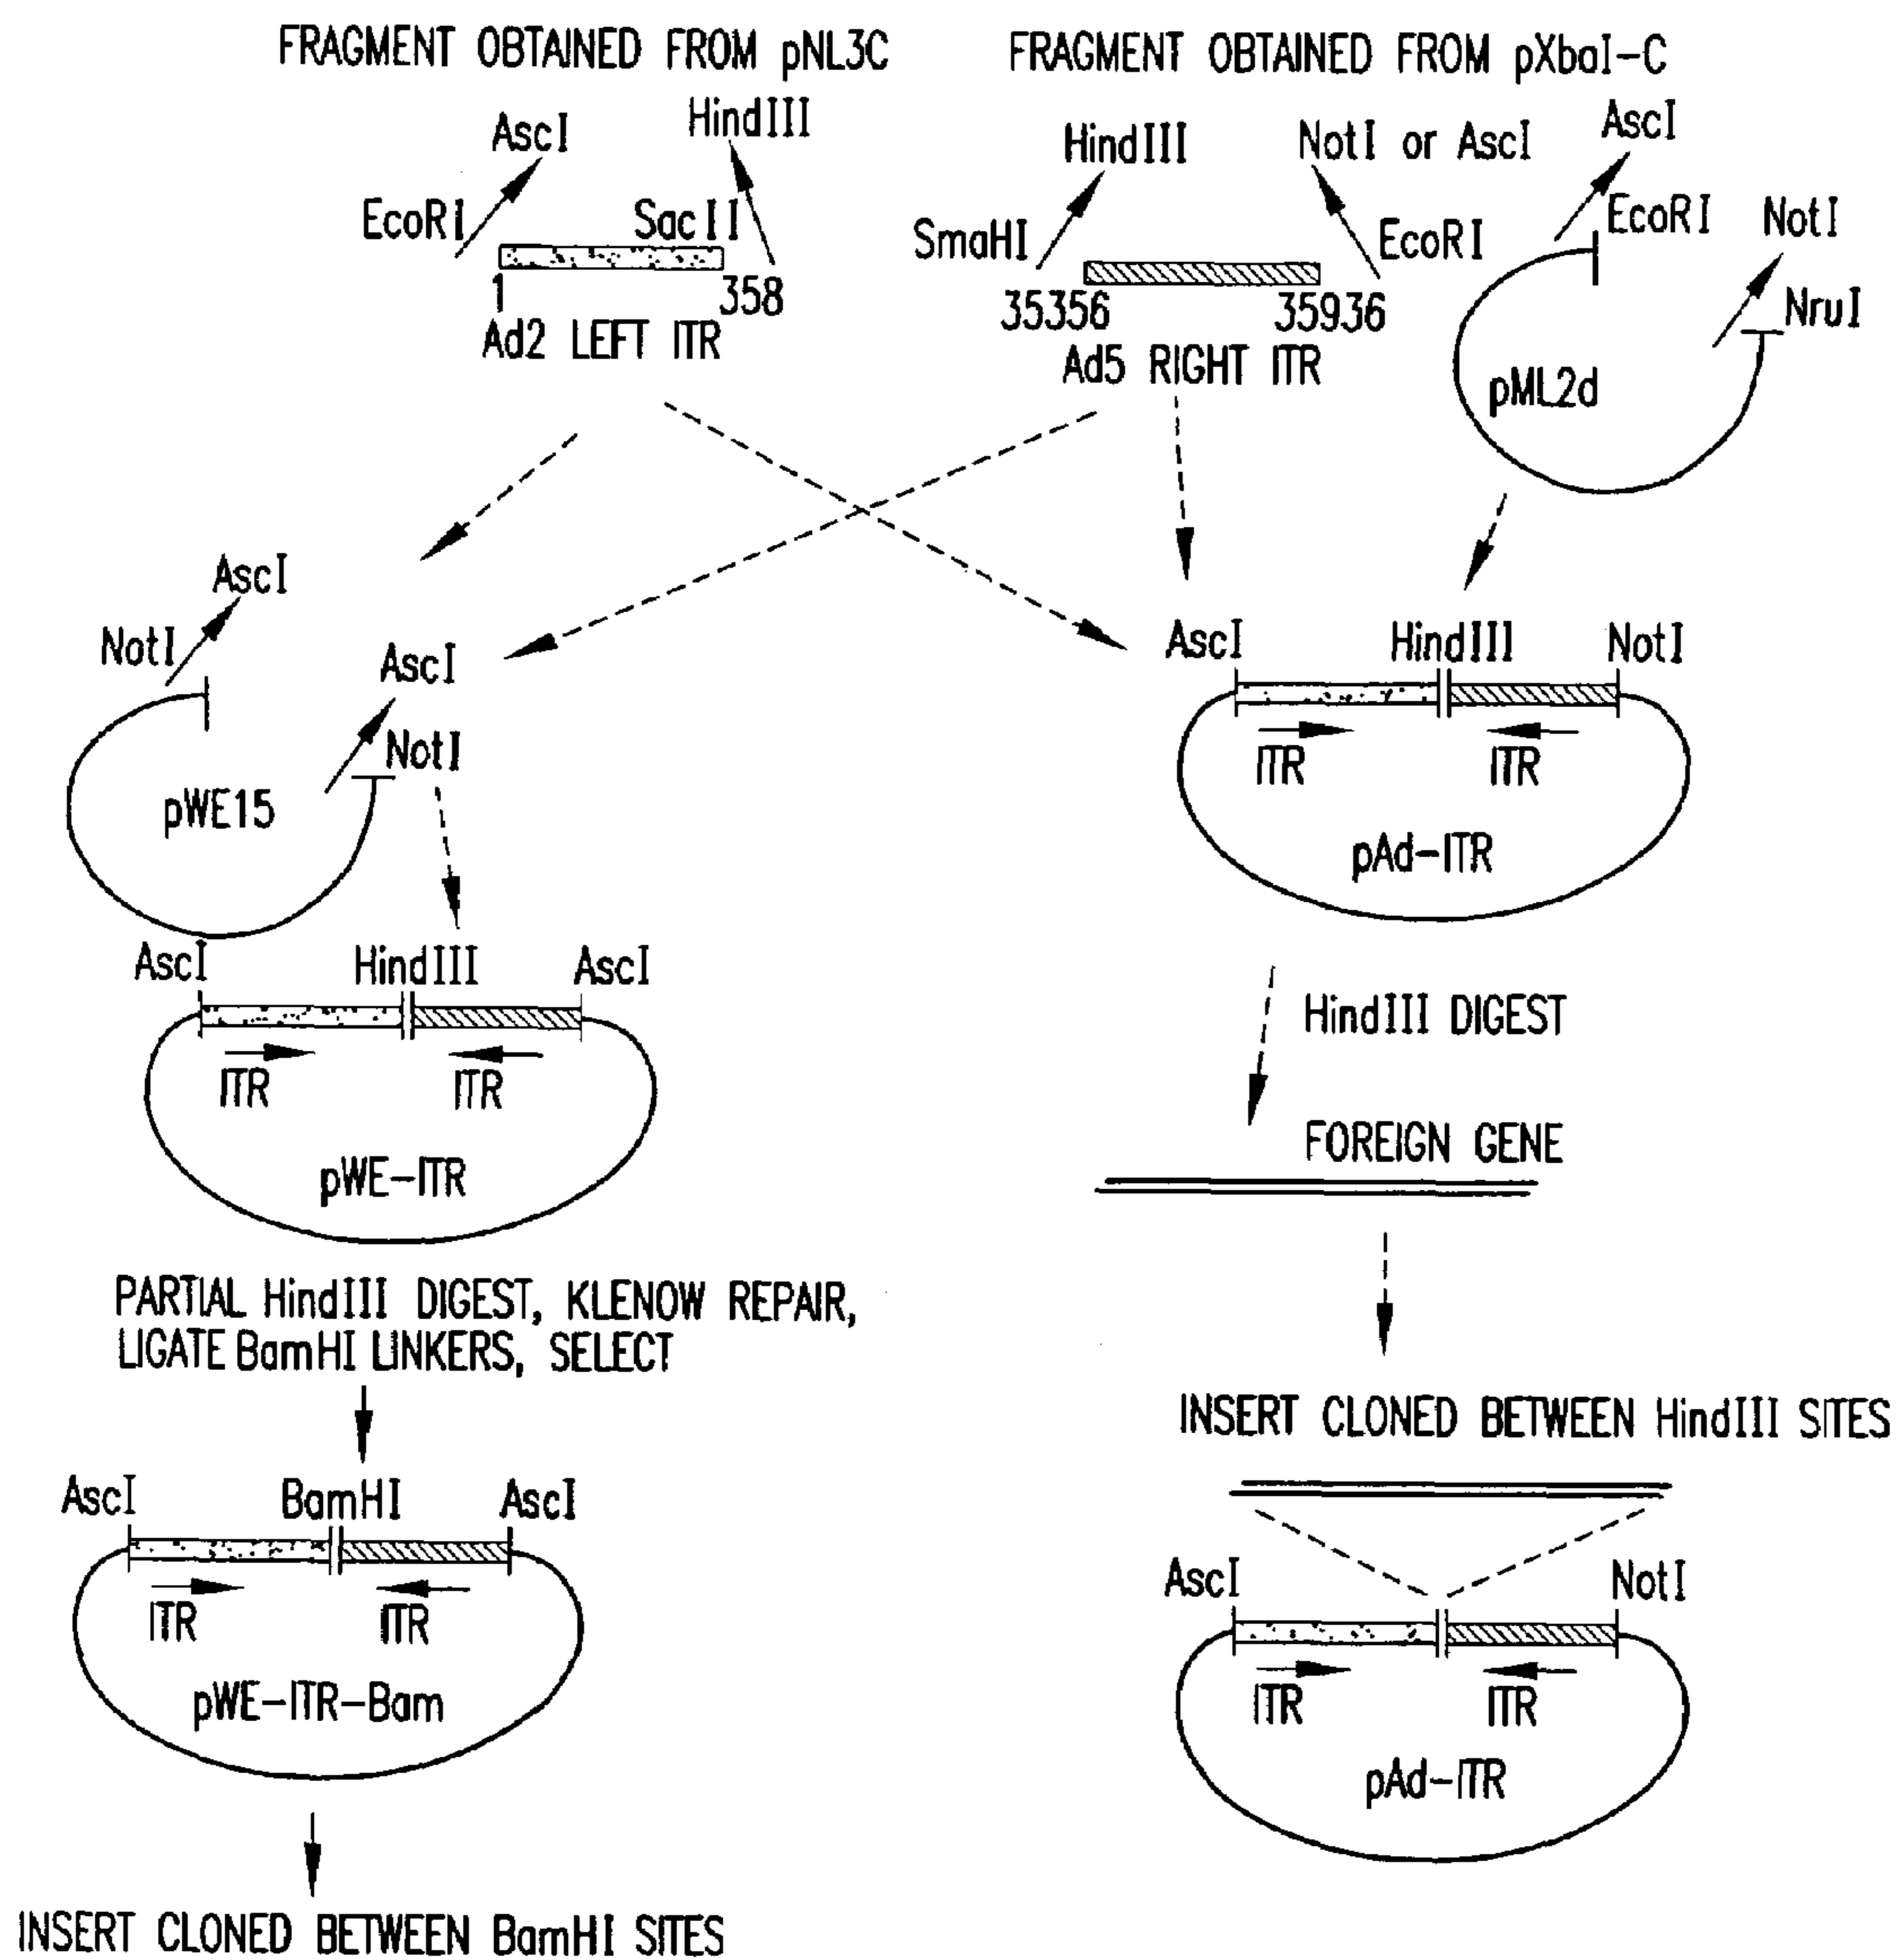 FRAGMENT OBTAINED FROM pNL3C
FRAGMENT OBTAINED FROM pXbaI-C
AscI
HindIII
EcoRI
SacII
1
358
Ad2 LEFT ITR
HindIII
NotI or AscI
SmaHI
EcoRI
35356
35936
Ad5 RIGHT ITR
AscI
EcoRI
NotI
NruI
pML2d
AscI
NotI
AscI
NotI
pWE15
AscI
HindIII
NotI
ITR
ITR
pAd-ITR
AscI
HindIII
AscI
ITR
ITR
pWE-ITR
HindIII DIGEST
FOREIGN GENE
PARTIAL HindIII DIGEST, KLENOW REPAIR,
LIGATE BamHI LINKERS, SELECT
INSERT CLONED BETWEEN HindIII SITES
AscI
BamHI
AscI
ITR
ITR
pWE-ITR-Bam
AscI
NotI
ITR
ITR
pAd-ITR
INSERT CLONED BETWEEN BamHI SITES